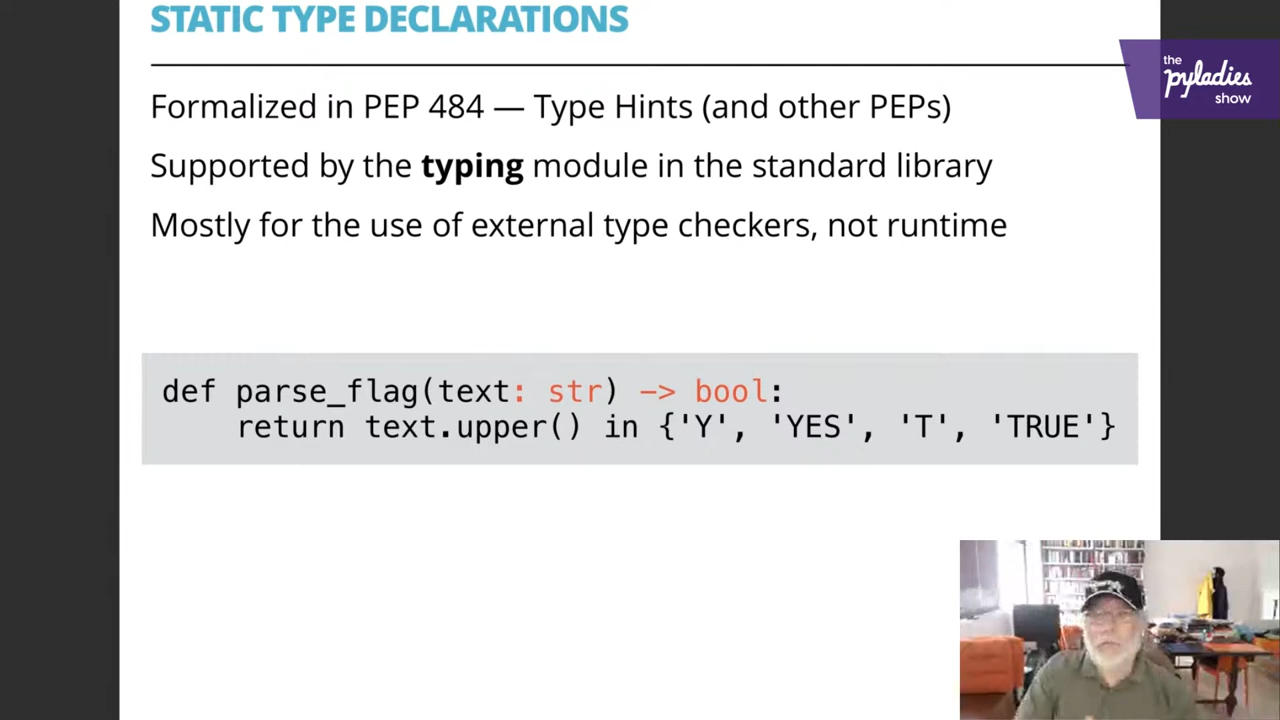 STATIC TYPE DECLARATIONS
the
pyladies
show
Formalized in PEP 484 — Type Hints (and other PEPs)
Supported by the typing module in the standard library
Mostly for the use of external type checkers, not runtime
def parse_flag(text: str) -> bool:
    return text.upper() in {'Y', 'YES', 'T', 'TRUE'}